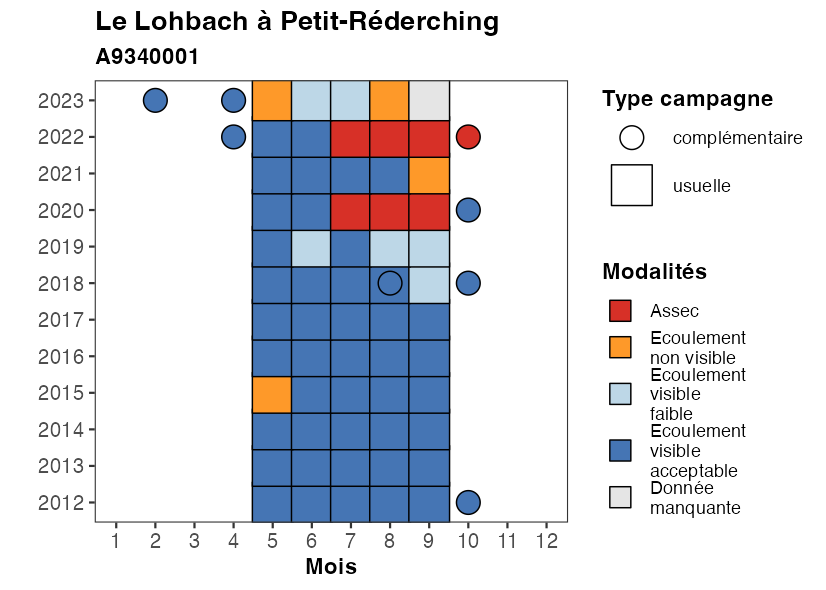 Le Lohbach à Petit-Réderching
A9340001
2023
2022
2021
2020
2019
2018
2017
2016
2015
2014
2013
2012
1 2 3 4 5 6 7 8 9 10 11 12
Mois
Type campagne
complémentaire
usuelle
Modalités
Assec
Ecoulement
non visible
Ecoulement
visible
faible
Ecoulement
visible
acceptable
Donnée
manquante